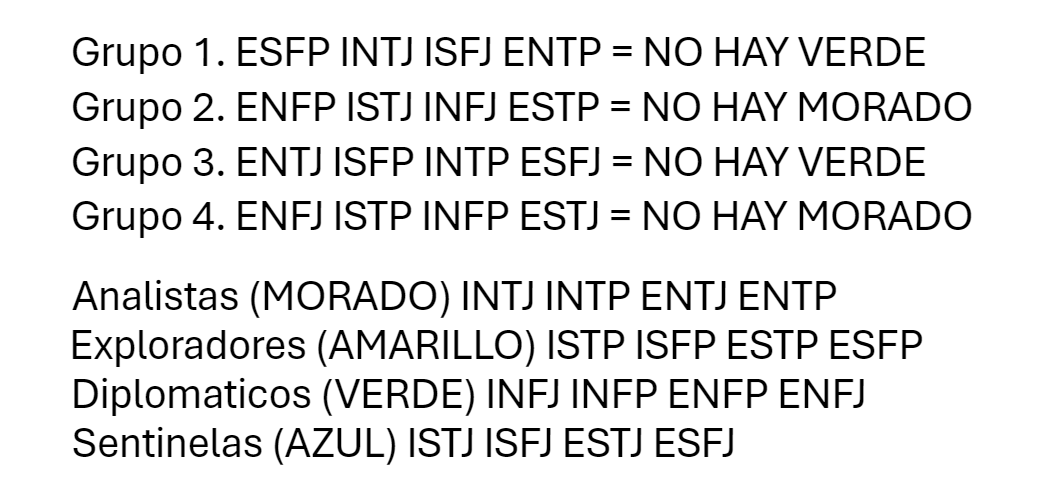 Grupo 1. ESFP INTJ ISFJ ENTP = NO HAY VERDE
Grupo 2. ENFP ISTJ INFJ ESTP = NO HAY MORADO
Grupo 3. ENTJ ISFP INTP ESFJ = NO HAY VERDE
Grupo 4. ENFJ ISTP INFP ESTJ = NO HAY MORADO
Analistas (MORADO) INTJ INTP ENTJ ENTP
Exploradores (AMARILLO) ISTP ISFP ESTP ESFP
Diplomaticos (VERDE) INFJ INFP ENFP ENFJ
Sentinelas (AZUL) ISTJ ISFJ ESTJ ESFJ